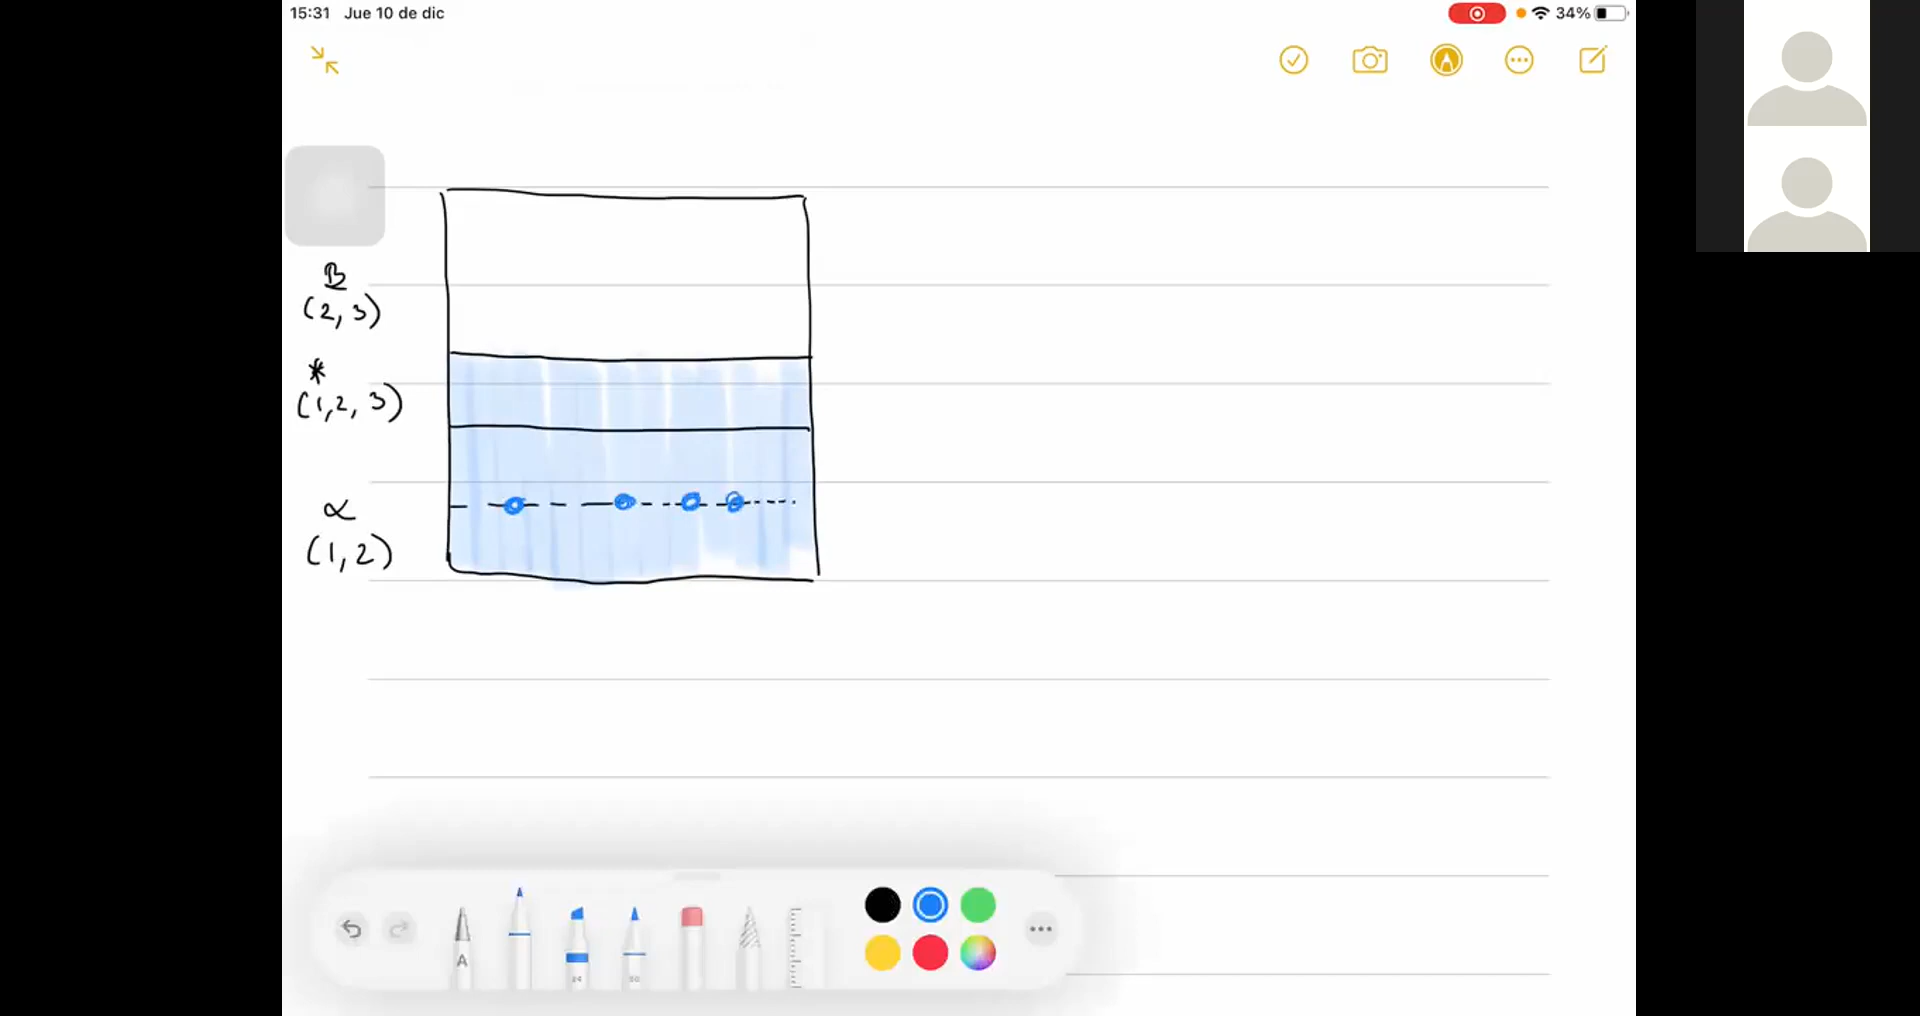 15:31 Jue 10 de dic
34%
B
(2, 3)
*
(1, 2, 3)
α
(1, 2)
A